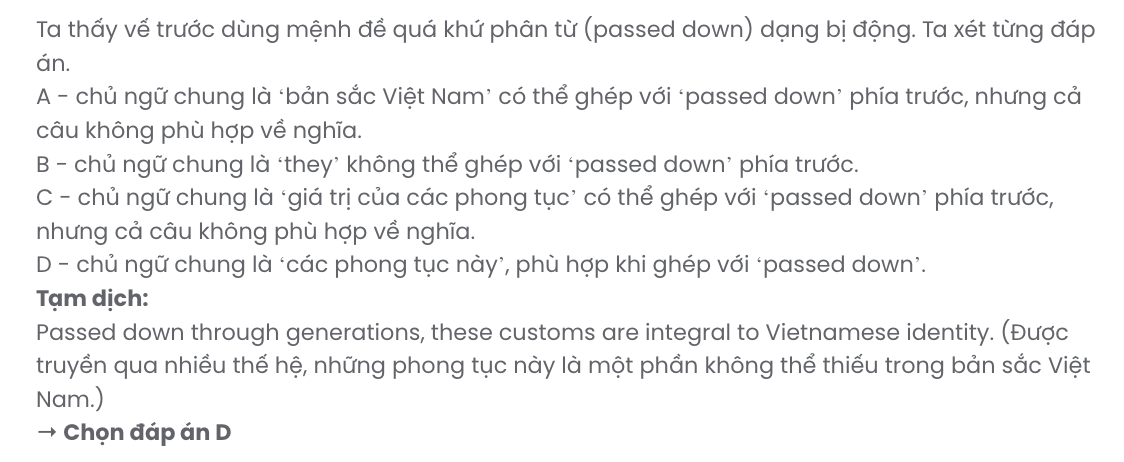 Ta thấy vế trước dùng mệnh đề quá khứ phân từ (passed down) dạng bị động. Ta xét từng đáp
án.
A - chủ ngữ chung là ‘bản sắc Việt Nam’ có thể ghép với ‘passed down’ phía trước, nhưng cả
câu không phù hợp về nghĩa.
B - chủ ngữ chung là ‘they’ không thể ghép với ‘passed down’ phía trước.
C - chủ ngữ chung là ‘giá trị của các phong tục’ có thể ghép với ‘passed down’ phía trước,
nhưng cả câu không phù hợp về nghĩa.
D - chủ ngữ chung là ‘các phong tục này’, phù hợp khi ghép với ‘passed down’.
Tạm dịch:
Passed down through generations, these customs are integral to Vietnamese identity. (Được
truyền qua nhiều thế hệ, những phong tục này là một phần không thể thiếu trong bản sắc Việt
Nam.)
→ Chọn đáp án D